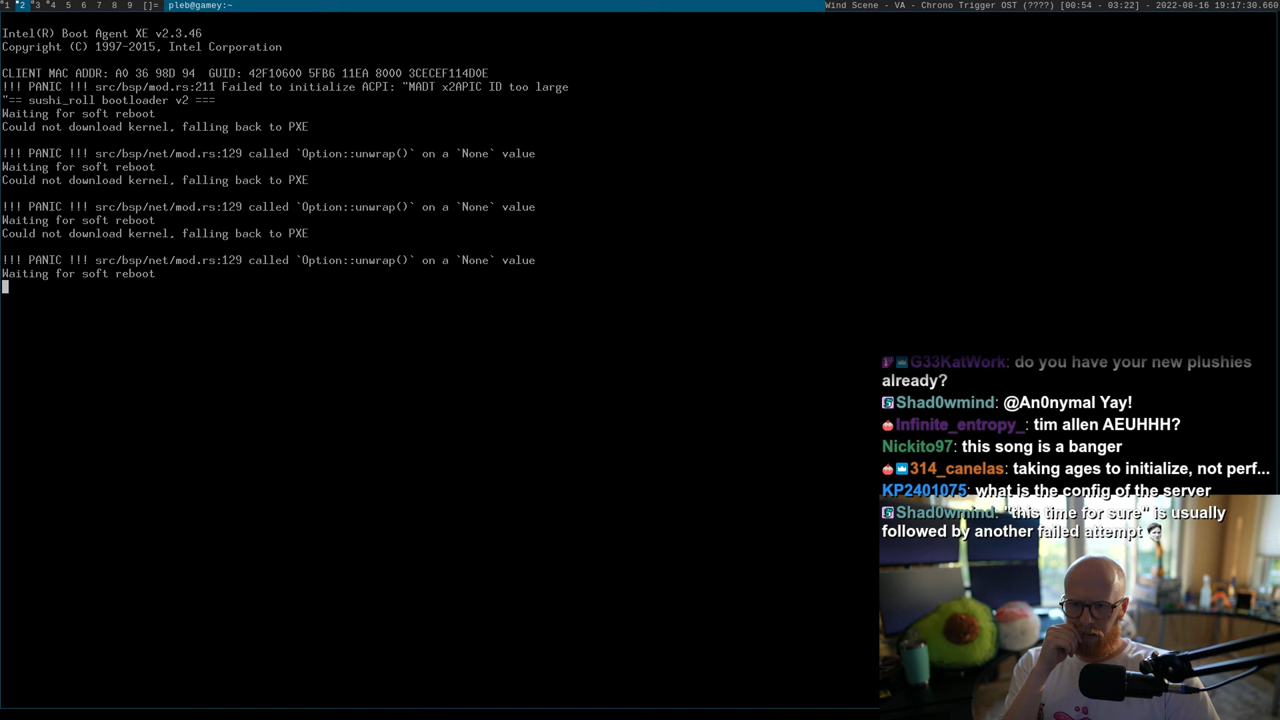 1 2 3 4 5 6 7 8 9 []= pleb@gamey:~ Wind Scene - VA - Chrono Trigger OST (????) [00:54 - 03:22] - 2022-08-16 19:17:30.660
Intel(R) Boot Agent XE v2.3.46
Copyright (C) 1997-2015, Intel Corporation
CLIENT MAC ADDR: A0 36 98D 94 GUID: 42F10600 5FB6 11EA 8000 3CECEF114D0E
!!! PANIC !!! src/bsp/mod.rs:211 Failed to initialize ACPI: "MADT x2APIC ID too large
"== sushi_roll bootloader v2 ===
Waiting for soft reboot
Could not download kernel, falling back to PXE
!!! PANIC !!! src/bsp/net/mod.rs:129 called `Option::unwrap()` on a `None` value
Waiting for soft reboot
Could not download kernel, falling back to PXE
!!! PANIC !!! src/bsp/net/mod.rs:129 called `Option::unwrap()` on a `None` value
Waiting for soft reboot
Could not download kernel, falling back to PXE
!!! PANIC !!! src/bsp/net/mod.rs:129 called `Option::unwrap()` on a `None` value
Waiting for soft reboot
G33KatWork: do you have your new plushies
already?
Shad0wmind: @An0nymal Yay!
Infinite_entropy_: tim allen AEUHHH?
Nickito97: this song is a banger
314_canelas: taking ages to initialize, not perf...
KP2401075: what is the config of the server
Shad0wmind: "this time for sure" is usually
followed by another failed attempt